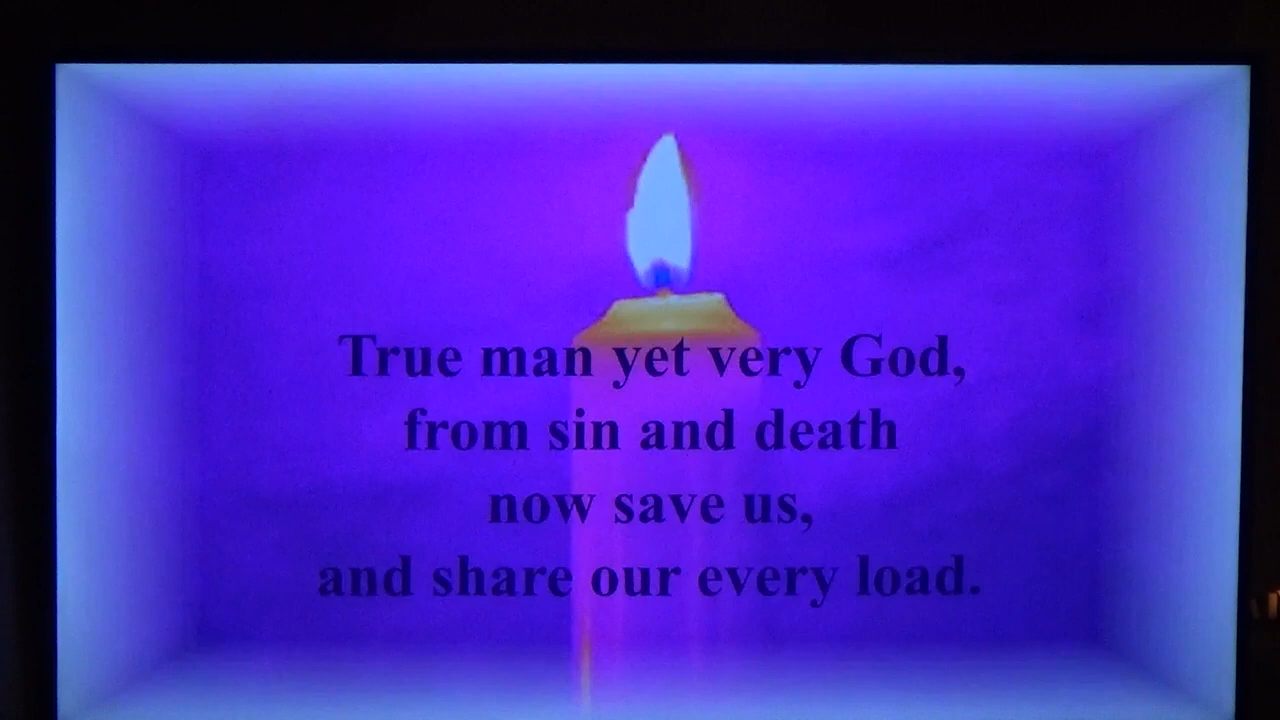 True man yet very God,
from sin and death
now save us,
and share our every load.